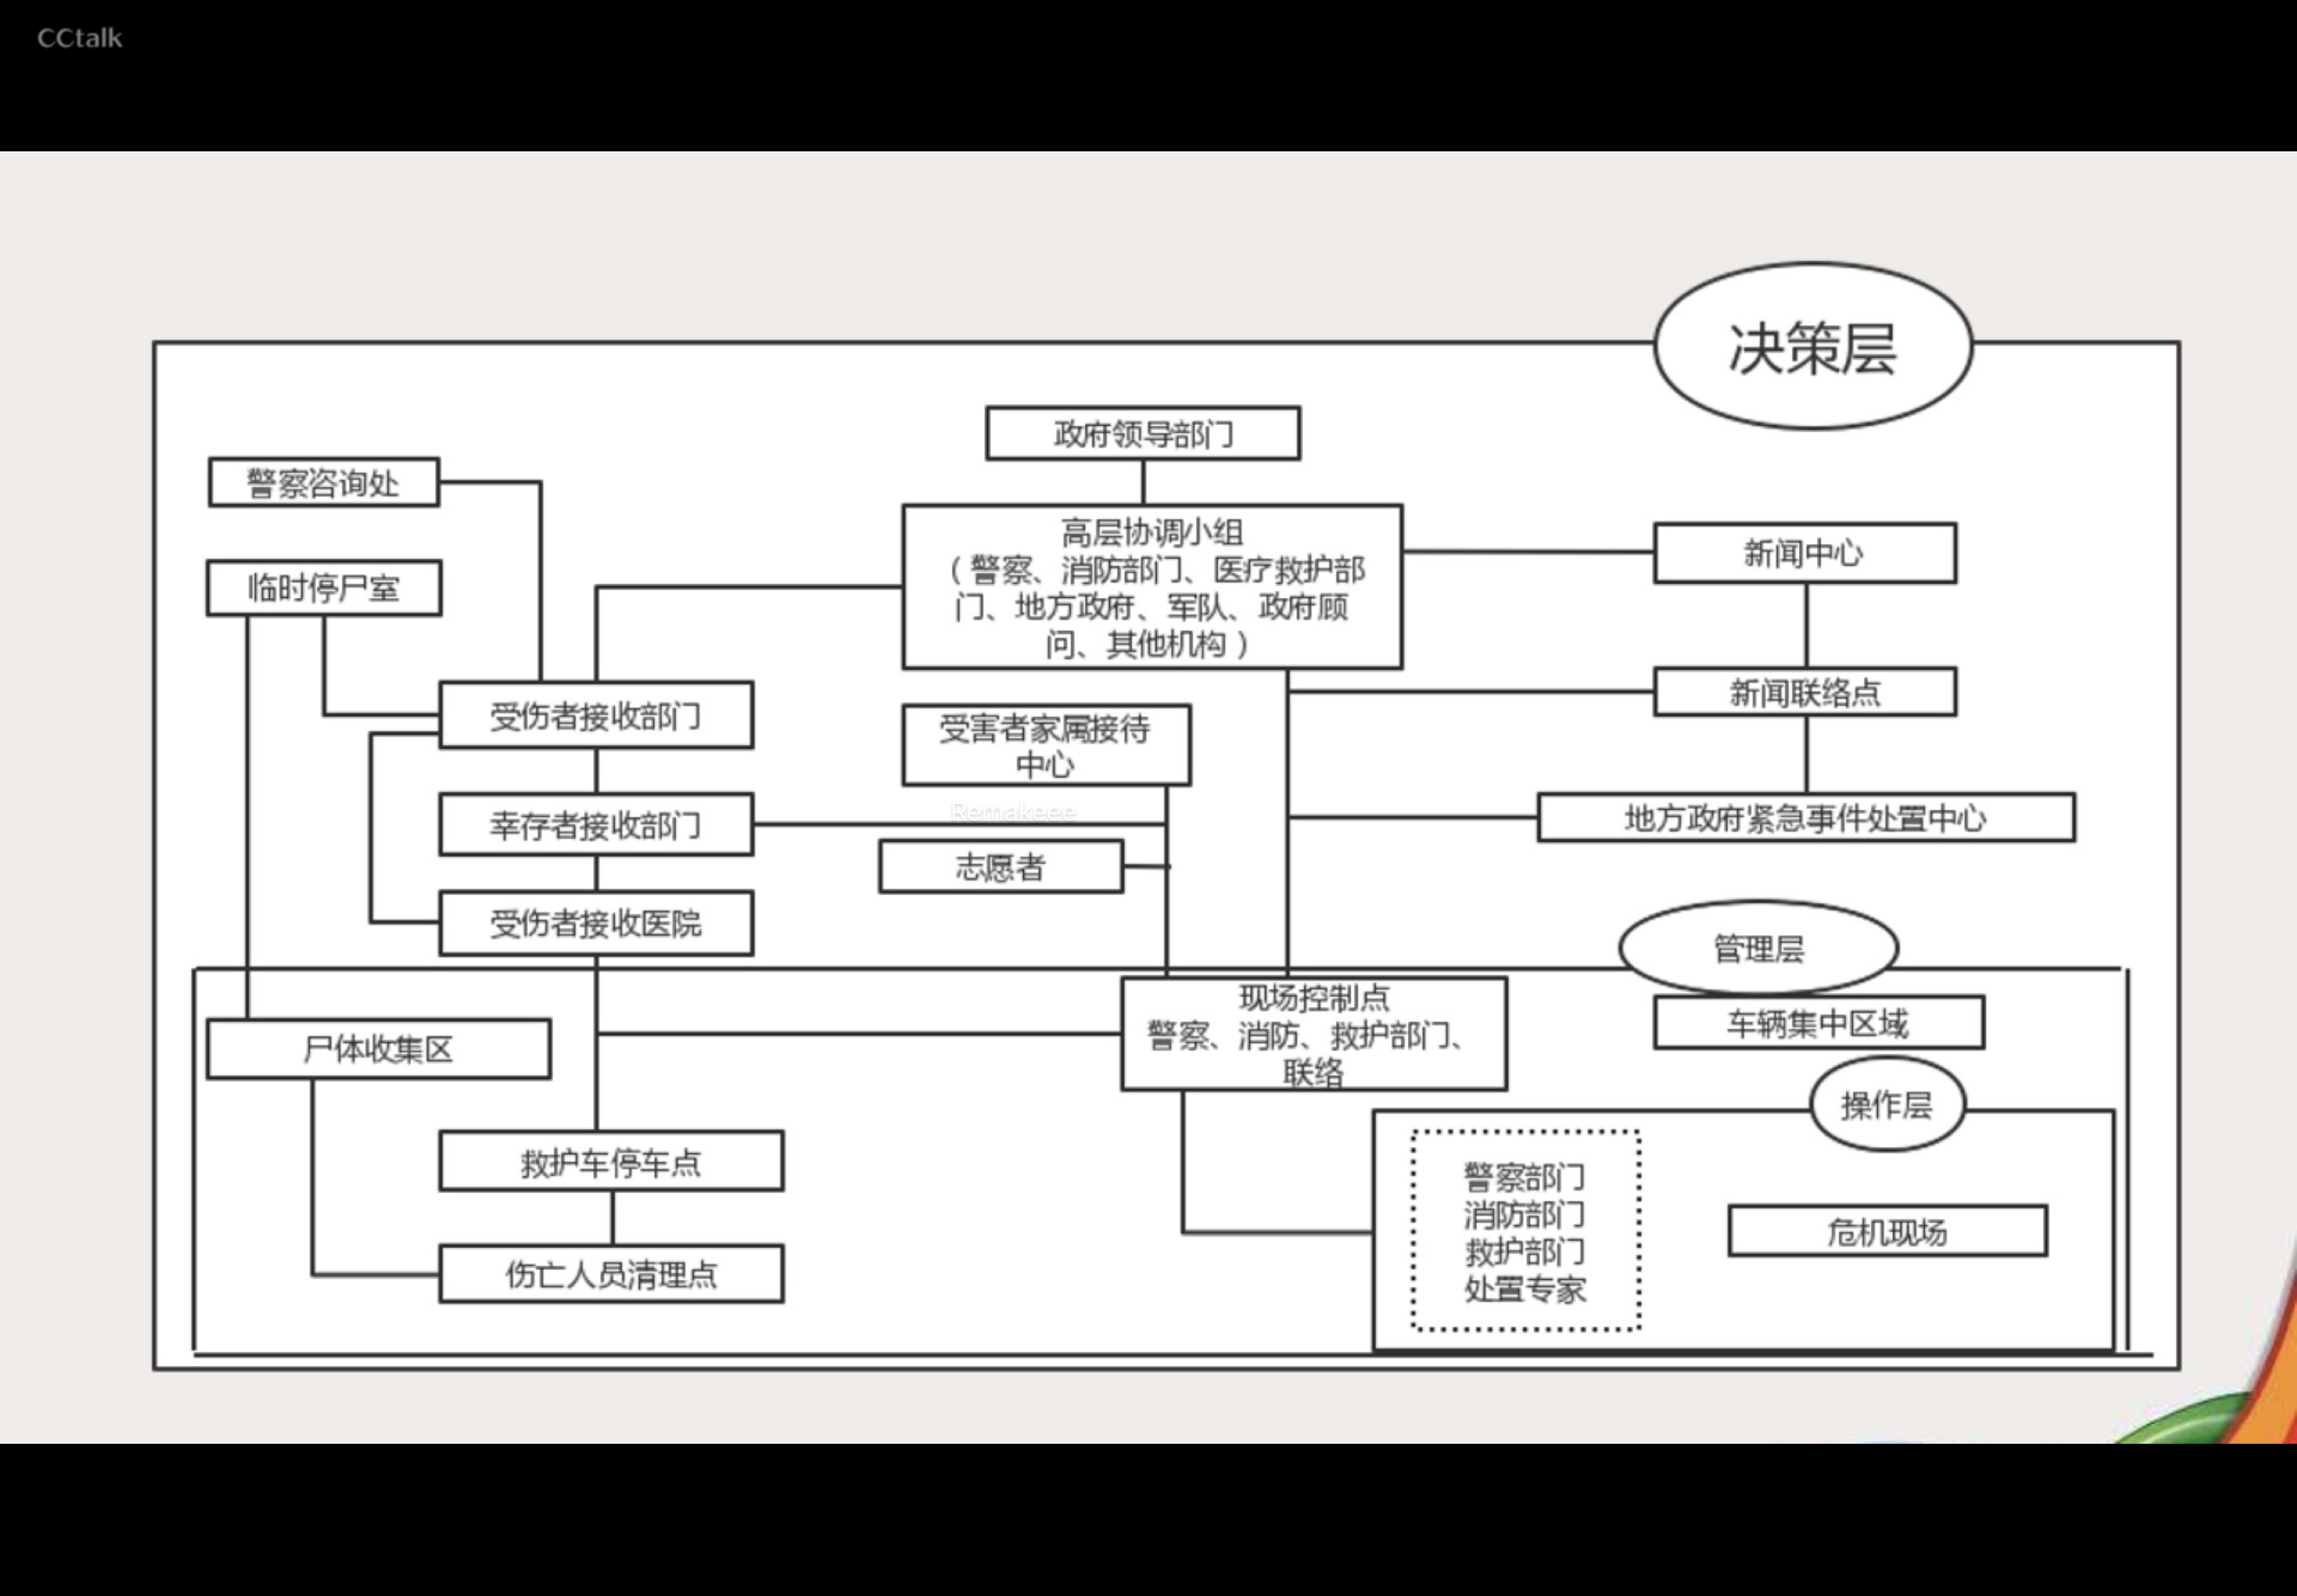 CCtalk
决策层
政府领导部门
警察咨询处
高层协调小组
（警察、消防部门、医疗救护部
门、地方政府、军队、政府顾
问、其他机构）
新闻中心
临时停尸室
新闻联络点
受伤者接收部门
受害者家属接待
中心
Remakeee
幸存者接收部门
地方政府紧急事件处置中心
志愿者
受伤者接收医院
管理层
现场控制点
警察、消防、救护部门、
联络
车辆集中区域
尸体收集区
操作层
救护车停车点
警察部门
消防部门
救护部门
处置专家
危机现场
伤亡人员清理点